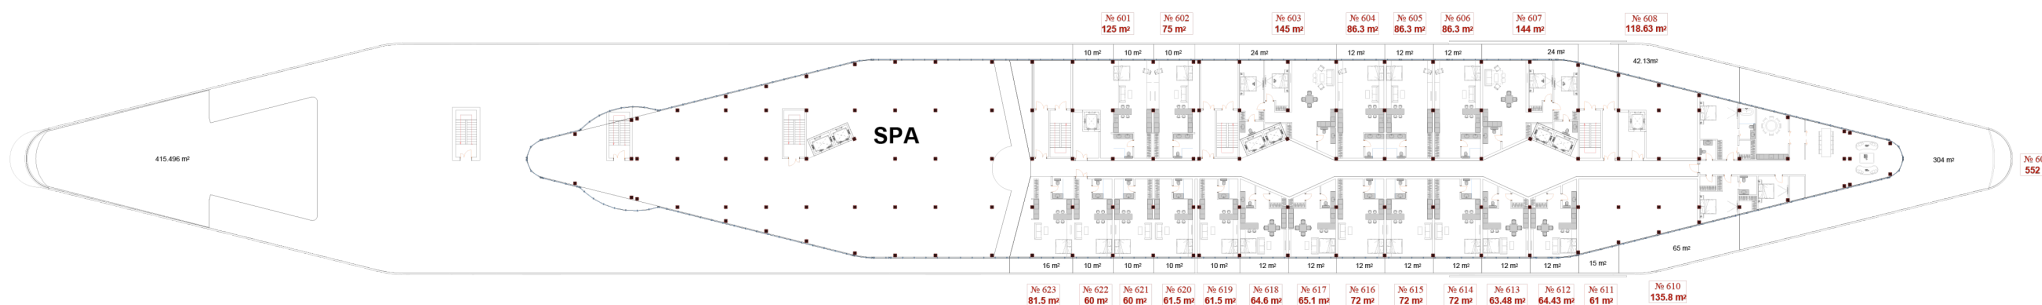 № 601
125 m²
№ 602
75 m²
№ 603
145 m²
№ 604
86.3 m²
№ 605
86.3 m²
№ 606
86.3 m²
№ 607
144 m²
№ 608
118.63 m²
10 m²
10 m²
10 m²
24 m²
12 m²
12 m²
12 m²
24 m²
42.13m²
SPA
415.496 m²
304 m²
№ 60
552
65 m²
16 m²
10 m²
10 m²
10 m²
10 m²
12 m²
12 m²
12 m²
12 m²
12 m²
12 m²
12 m²
15 m²
№ 623
81.5 m²
№ 622
60 m²
№ 621
60 m²
№ 620
61.5 m²
№ 619
61.5 m²
№ 618
64.6 m²
№ 617
65.1 m²
№ 616
72 m²
№ 615
72 m²
№ 614
72 m²
№ 613
63.48 m²
№ 612
64.43 m²
№ 611
61 m²
№ 610
135.8 m²